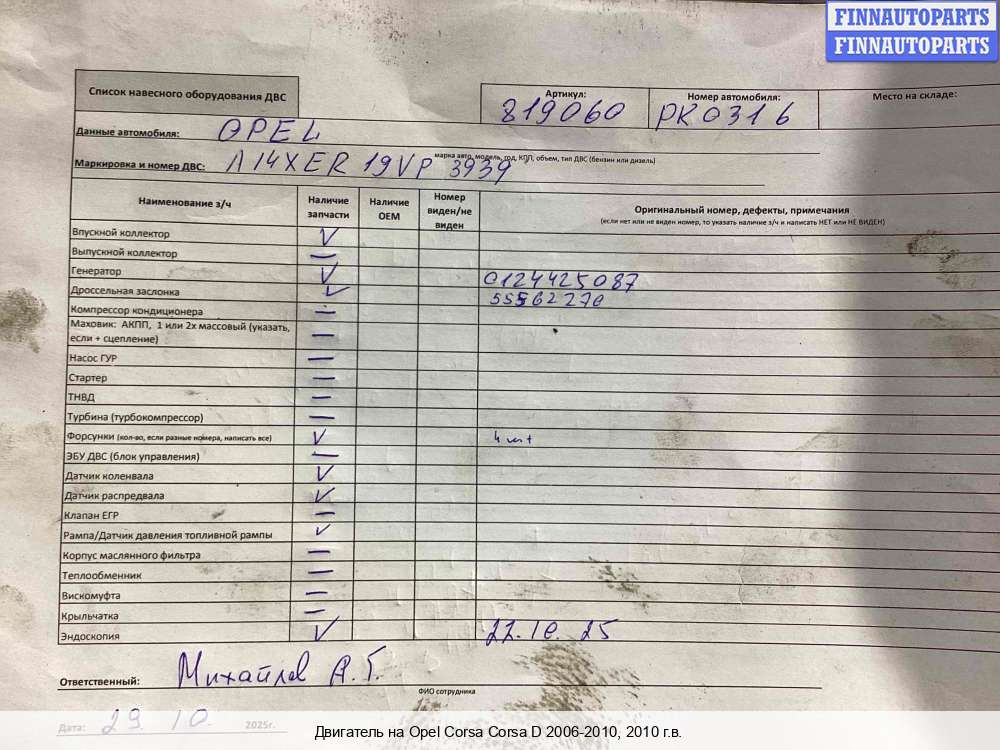 FINNAUTOPARTS
FINNAUTOPARTS
Список навесного оборудования ДВС
Артикул: 819060
Номер автомобиля: РК0316
Место на складе:
Данные автомобиля: OPEL
марка авто, модель, год, КПП, объем, тип ДВС (бензин или дизель)
Маркировка и номер ДВС: A14XER 19VP 3939
Наименование з/ч
Наличие запчасти
Наличие ОЕМ
Номер виден/не виден
Оригинальный номер, дефекты, примечания
(если нет или не виден номер, то указать наличие з/ч и написать НЕТ или НЕ ВИДЕН)
Впускной коллектор V
Выпускной коллектор —
Генератор V 0124425087
Дроссельная заслонка V 55562270
Компрессор кондиционера —
Маховик: АКПП, 1 или 2х массовый (указать,
если + сцепление) —
Насос ГУР —
Стартер —
ТНВД —
Турбина (турбокомпрессор) —
Форсунки (кол-во, если разные номера, написать все) V 4
ЭБУ ДВС (блок управления) —
Датчик коленвала V
Датчик распредвала V
Клапан ЕГР —
Рампа/Датчик давления топливной рампы V
Корпус маслянного фильтра —
Теплообменник —
Вискомуфта —
Крыльчатка —
Эндоскопия V 22.10.25
Ответственный: Михайлов А.Г.
ФИО сотрудника
Дата: 29.10. 2025г.
Двигатель на Opel Corsa Corsa D 2006-2010, 2010 г.в.